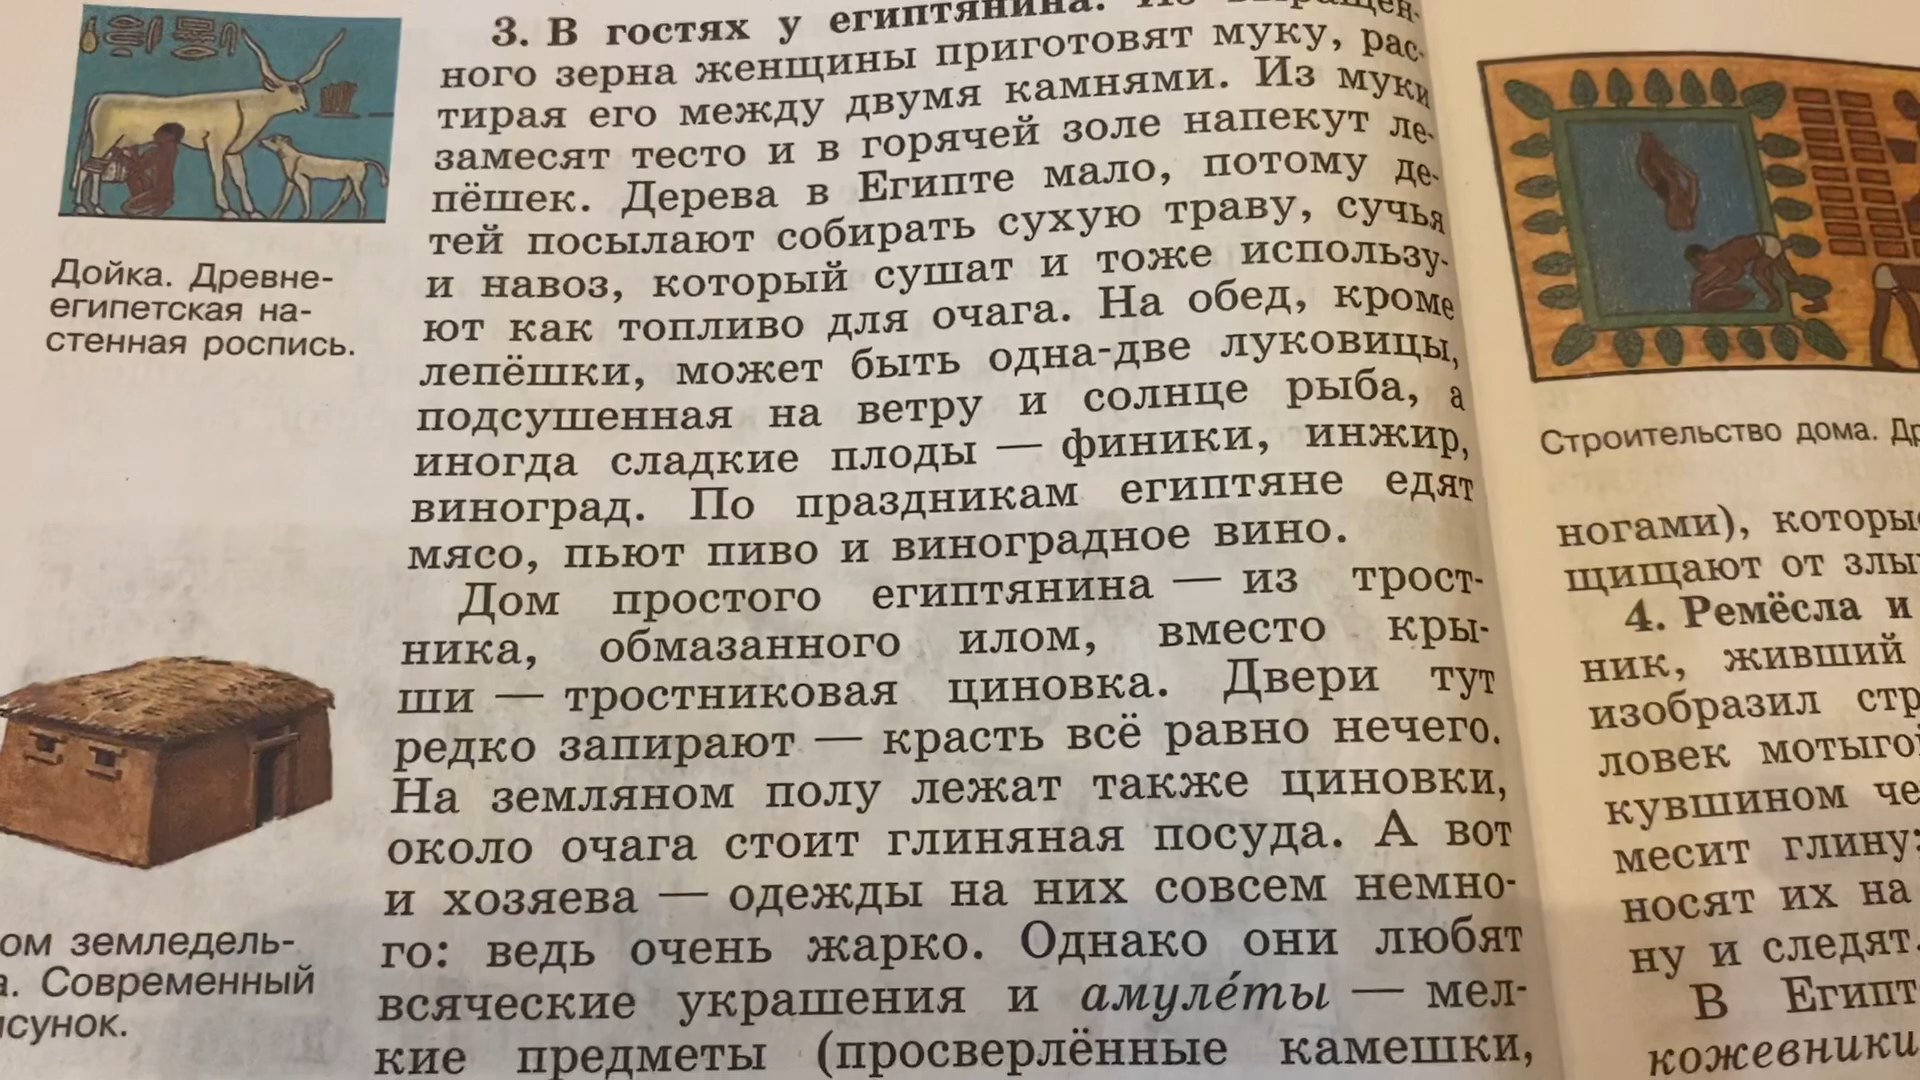 3. В гостях у египтянина.
ного зерна женщины приготовят муку, рас-
тирая его между двумя камнями. Из муки
замесят тесто и в горячей золе напекут ле-
пёшек. Дерева в Египте мало, потому де-
тей посылают собирать сухую траву, сучья
и навоз, который сушат и тоже использу-
ют как топливо для очага. На обед, кроме
лепёшки, может быть одна-две луковицы,
подсушенная на ветру и солнце рыба, а
иногда сладкие плоды — финики, инжир,
виноград. По праздникам египтяне едят
мясо, пьют пиво и виноградное вино.
Дом простого египтянина — из трост-
ника, обмазанного илом, вместо кры-
ши — тростниковая циновка. Двери тут
редко запирают — красть всё равно нечего.
На земляном полу лежат также циновки,
около очага стоит глиняная посуда. А вот
и хозяева — одежды на них совсем немно-
го: ведь очень жарко. Однако они любят
всяческие украшения и амуле́ты — мел-
кие предметы (просверлённые камешки,
Дойка. Древне-
египетская на-
стенная роспись.
ом земледель-
а. Современный
исунок.
Строительство дома. Др
ногами), которы
щищают от злы
4. Ремёсла и
ник, живший
изобразил стр
ловек мотыго
кувшином че
месит глину:
носят их на
ну и следят.
В Египт
кожевники